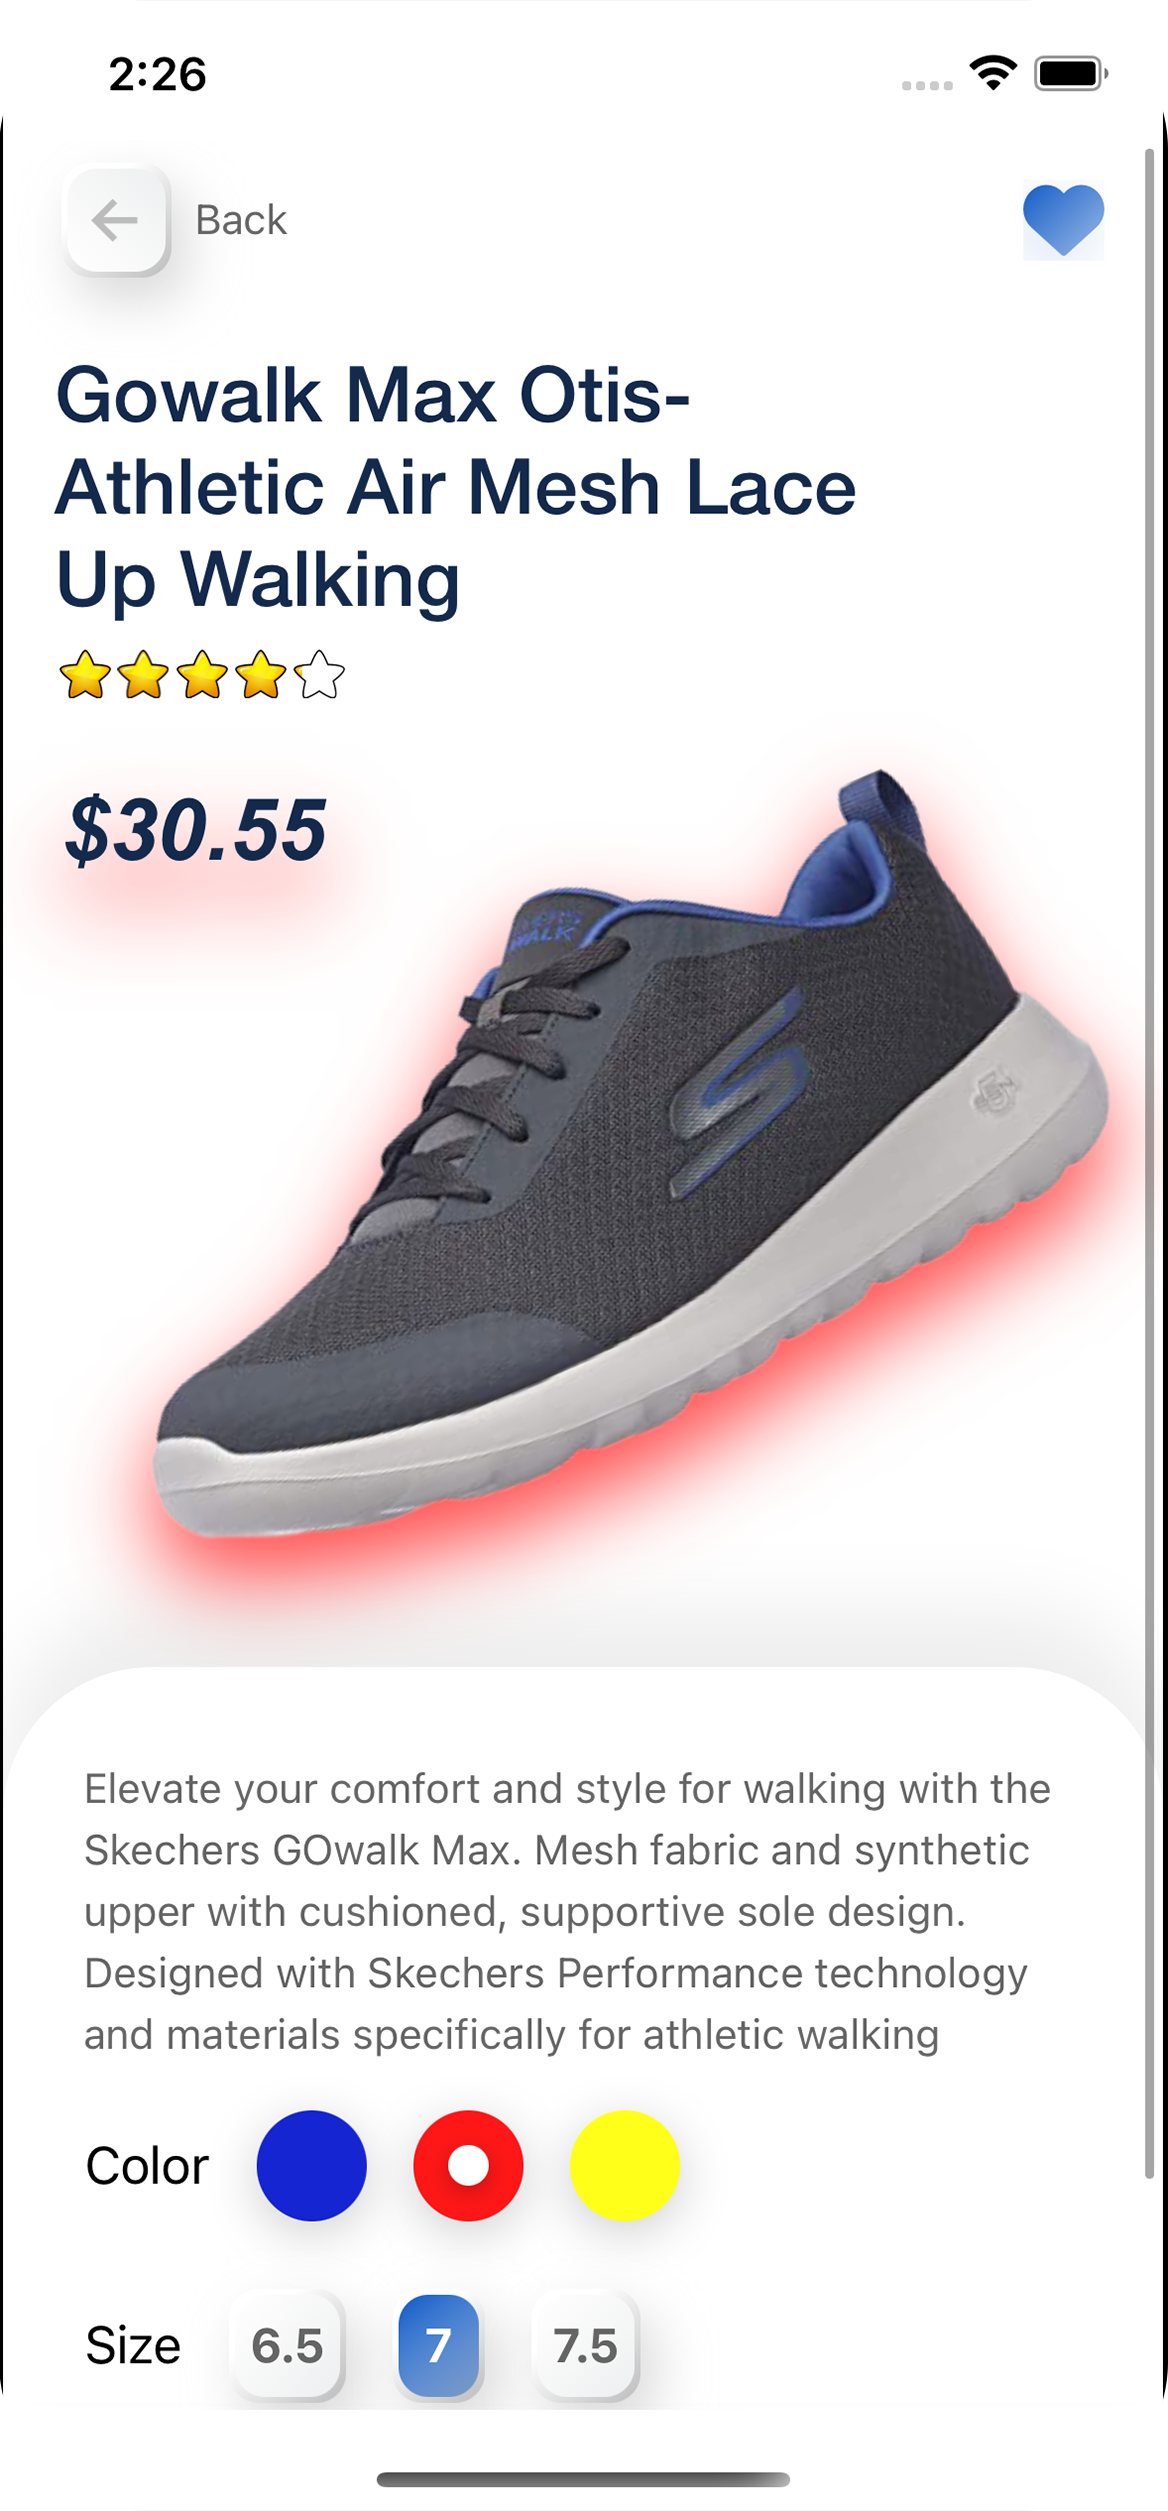 2:26
Back
Gowalk Max Otis-
Athletic Air Mesh Lace
Up Walking
$30.55
WALK
Elevate your comfort and style for walking with the
Skechers GOwalk Max. Mesh fabric and synthetic
upper with cushioned, supportive sole design.
Designed with Skechers Performance technology
and materials specifically for athletic walking
Color
Size 6.5 7 7.5